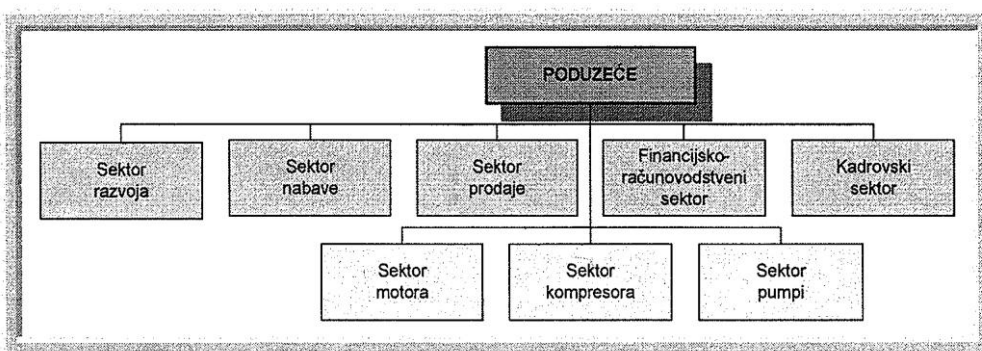 PODUZEĆE
Sektor
razvoja
Sektor
nabave
Sektor
prodaje
Financijsko-
računovodstveni
sektor
Kadrovski
sektor
Sektor
motora
Sektor
kompresora
Sektor
pumpi